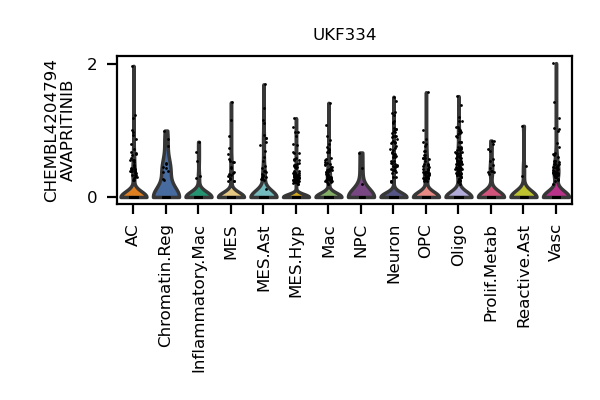 UKF334
CHEMBL4204794
AVAPRITINIB
2
0
AC
Chromatin.Reg
Inflammatory.Mac
MES
MES.Ast
MES.Hyp
Mac
NPC
Neuron
OPC
Oligo
Prolif.Metab
Reactive.Ast
Vasc